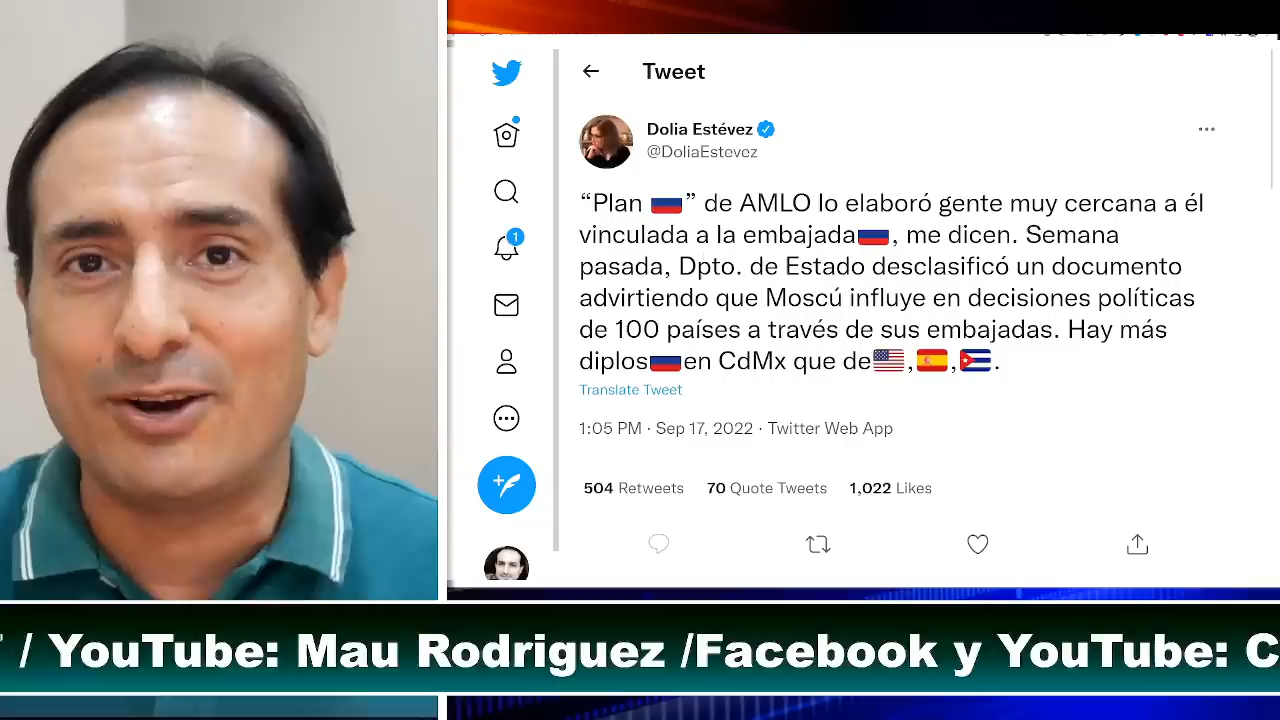 Tweet
Dolia Estévez
@DoliaEstevez
“Plan 🇷🇺” de AMLO lo elaboró gente muy cercana a él
vinculada a la embajada🇷🇺, me dicen. Semana
pasada, Dpto. de Estado desclasificó un documento
advirtiendo que Moscú influye en decisiones políticas
de 100 países a través de sus embajadas. Hay más
diplos🇷🇺en CdMx que de🇺🇸,🇪🇸,🇨🇺.
Translate Tweet
1:05 PM · Sep 17, 2022 · Twitter Web App
504 Retweets 70 Quote Tweets 1,022 Likes
1
/ YouTube: Mau Rodriguez /Facebook y YouTube: C